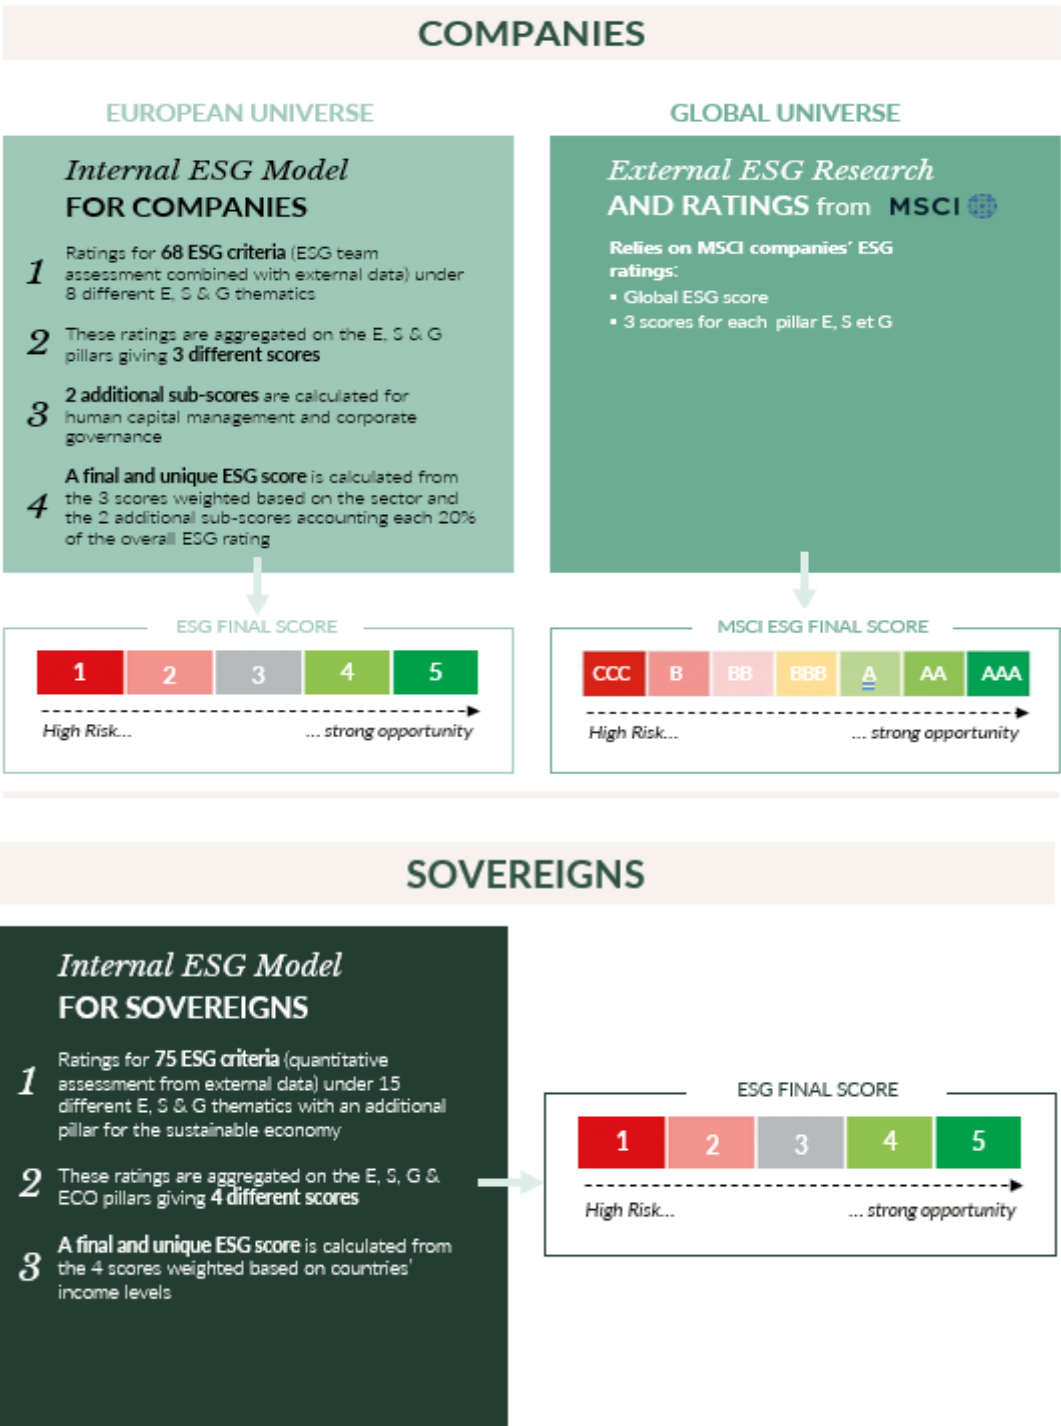 COMPANIES
EUROPEAN UNIVERSE
Internal ESG Model
FOR COMPANIES
1
Ratings for 68 ESG criteria (ESG team
assessment combined with external data) under
8 different E, S & G thematics
2
These ratings are aggregated on the E, S & G
pillars giving 3 different scores
3
2 additional sub-scores are calculated for
human capital management and corporate
governance
4
A final and unique ESG score is calculated from
the 3 scores weighted based on the sector and
the 2 additional sub-scores accounting each 20%
of the overall ESG rating
ESG FINAL SCORE
1 2 3 4 5
High Risk... ... strong opportunity
GLOBAL UNIVERSE
External ESG Research
AND RATINGS from MSCI
Relies on MSCI companies' ESG
ratings:
▪ Global ESG score
▪ 3 scores for each pillar E, S et G
MSCI ESG FINAL SCORE
CCC B BB BBB A AA AAA
High Risk... ... strong opportunity
SOVEREIGNS
Internal ESG Model
FOR SOVEREIGNS
1
Ratings for 75 ESG criteria (quantitative
assessment from external data) under 15
different E, S & G thematics with an additional
pillar for the sustainable economy
2
These ratings are aggregated on the E, S, G &
ECO pillars giving 4 different scores
3
A final and unique ESG score is calculated from
the 4 scores weighted based on countries'
income levels
ESG FINAL SCORE
1 2 3 4 5
High Risk... ... strong opportunity